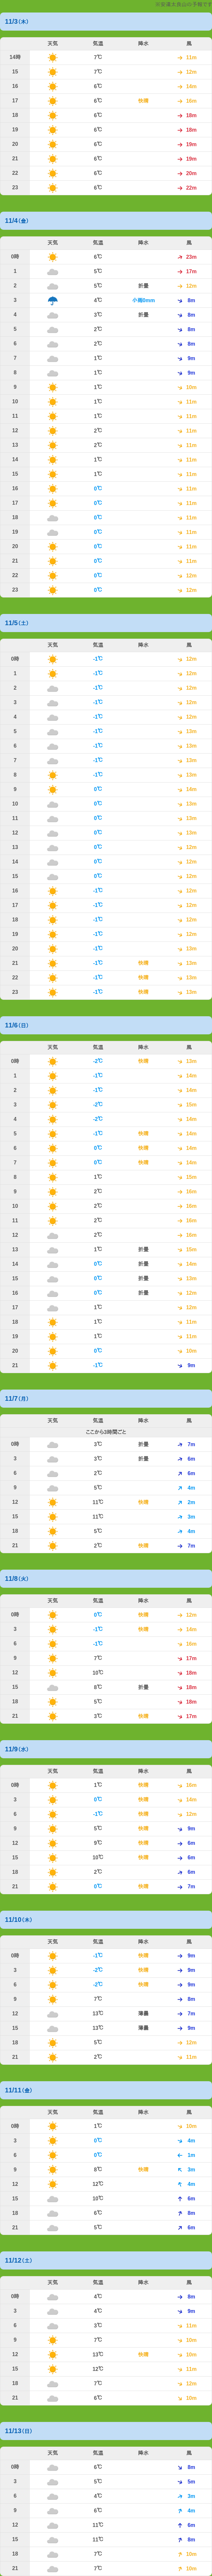 11/3(木)
天気 気温 降水 風
14時 7℃ 11m
15 7℃ 12m
16 6℃ 14m
17 6℃ 快晴 16m
18 6℃ 18m
19 6℃ 18m
20 6℃ 19m
21 6℃ 19m
22 6℃ 20m
23 6℃ 22m
11/4(金)
天気 気温 降水 風
0時 6℃ 23m
1 5℃ 17m
2 5℃ 折曇 12m
3 4℃ 小雨0mm 8m
4 3℃ 折曇 8m
5 2℃ 8m
6 2℃ 8m
7 1℃ 9m
8 1℃ 9m
9 1℃ 10m
10 1℃ 11m
11 1℃ 11m
12 2℃ 11m
13 2℃ 11m
14 1℃ 11m
15 1℃ 11m
16 0℃ 11m
17 0℃ 11m
18 0℃ 11m
19 0℃ 11m
20 0℃ 11m
21 0℃ 11m
22 0℃ 12m
23 0℃ 12m
11/5(土)
天気 気温 降水 風
0時 -1℃ 12m
1 -1℃ 12m
2 -1℃ 12m
3 -1℃ 12m
4 -1℃ 12m
5 -1℃ 13m
6 -1℃ 13m
7 -1℃ 13m
8 -1℃ 13m
9 0℃ 14m
10 0℃ 13m
11 0℃ 13m
12 0℃ 13m
13 0℃ 12m
14 0℃ 12m
15 0℃ 12m
16 -1℃ 12m
17 -1℃ 12m
18 -1℃ 12m
19 -1℃ 12m
20 -1℃ 13m
21 -1℃ 快晴 13m
22 -1℃ 快晴 13m
23 -1℃ 快晴 13m
11/6(日)
天気 気温 降水 風
0時 -2℃ 快晴 13m
1 -1℃ 14m
2 -1℃ 14m
3 -2℃ 15m
4 -2℃ 14m
5 -1℃ 快晴 14m
6 0℃ 快晴 14m
7 0℃ 快晴 14m
8 1℃ 15m
9 2℃ 16m
10 2℃ 16m
11 2℃ 16m
12 2℃ 16m
13 1℃ 折曇 15m
14 0℃ 折曇 14m
15 0℃ 折曇 13m
16 0℃ 折曇 12m
17 1℃ 12m
18 1℃ 11m
19 1℃ 11m
20 0℃ 10m
21 -1℃ 9m
11/7(月)
天気 気温 降水 風
ここから3時間ごと
0時 3℃ 折曇 7m
3 3℃ 折曇 6m
6 2℃ 6m
9 5℃ 4m
12 11℃ 快晴 2m
15 11℃ 3m
18 5℃ 4m
21 2℃ 快晴 7m
11/8(火)
天気 気温 降水 風
0時 0℃ 快晴 12m
3 -1℃ 快晴 14m
6 -1℃ 16m
9 7℃ 17m
12 10℃ 18m
15 8℃ 折曇 18m
18 5℃ 18m
21 3℃ 快晴 17m
11/9(水)
天気 気温 降水 風
0時 1℃ 快晴 16m
3 0℃ 快晴 14m
6 -1℃ 快晴 12m
9 5℃ 快晴 9m
12 9℃ 快晴 6m
15 10℃ 快晴 6m
18 2℃ 6m
21 0℃ 快晴 7m
11/10(木)
天気 気温 降水 風
0時 -1℃ 快晴 9m
3 -2℃ 快晴 9m
6 -2℃ 快晴 9m
9 7℃ 8m
12 13℃ 薄曇 7m
15 13℃ 薄曇 9m
18 5℃ 12m
21 2℃ 11m
11/11(金)
天気 気温 降水 風
0時 1℃ 10m
3 0℃ 4m
6 0℃ 1m
9 8℃ 快晴 3m
12 12℃ 4m
15 10℃ 6m
18 6℃ 8m
21 5℃ 6m
11/12(土)
天気 気温 降水 風
0時 4℃ 8m
3 4℃ 9m
6 3℃ 11m
9 7℃ 10m
12 13℃ 快晴 10m
15 12℃ 11m
18 7℃ 12m
21 6℃ 10m
11/13(日)
天気 気温 降水 風
0時 6℃ 8m
3 5℃ 5m
6 4℃ 3m
9 6℃ 4m
12 11℃ 6m
15 11℃ 8m
18 7℃ 10m
21 7℃ 10m